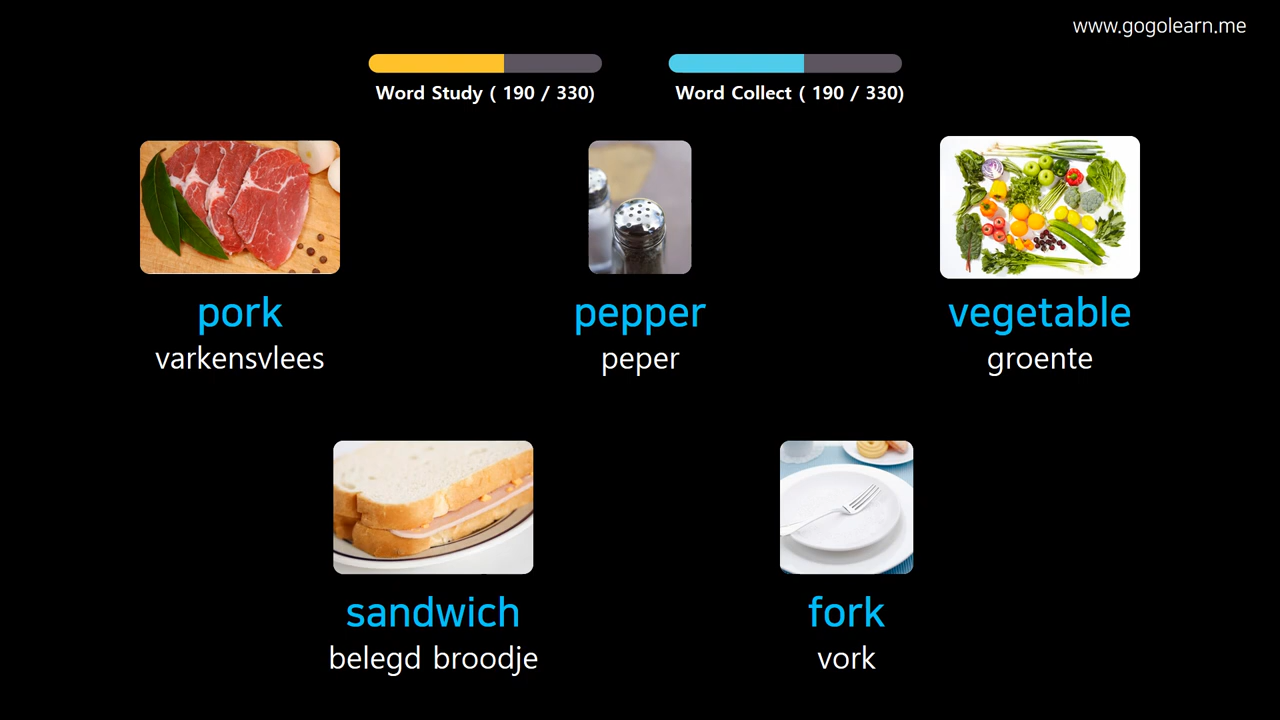 www.gogolearn.me
Word Study ( 190 / 330)
Word Collect ( 190 / 330)
pork
varkensvlees
pepper
peper
vegetable
groente
sandwich
belegd broodje
fork
vork